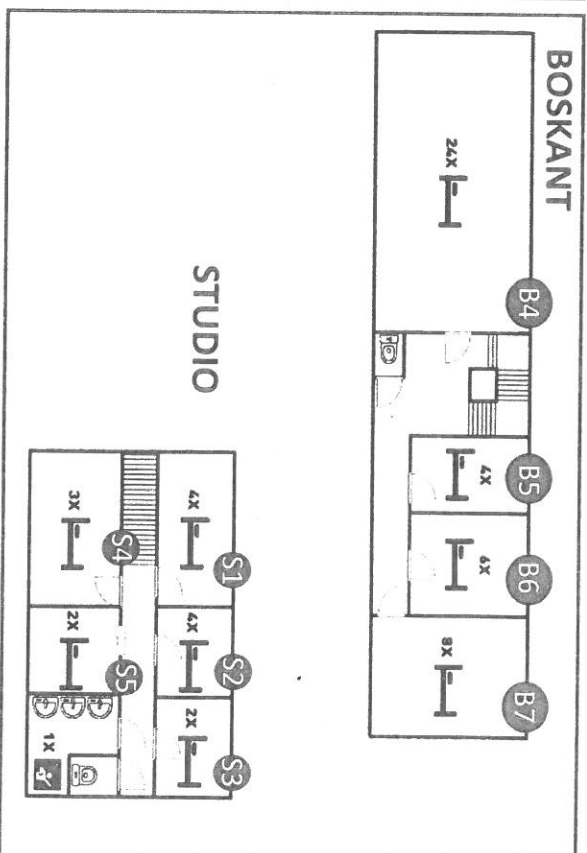 BOSKANT
B4
24X
B5
4X
B6
6X
B7
8X
STUDIO
S1
4X
S2
4X
S3
2X
S4
3X
S5
2X
1X